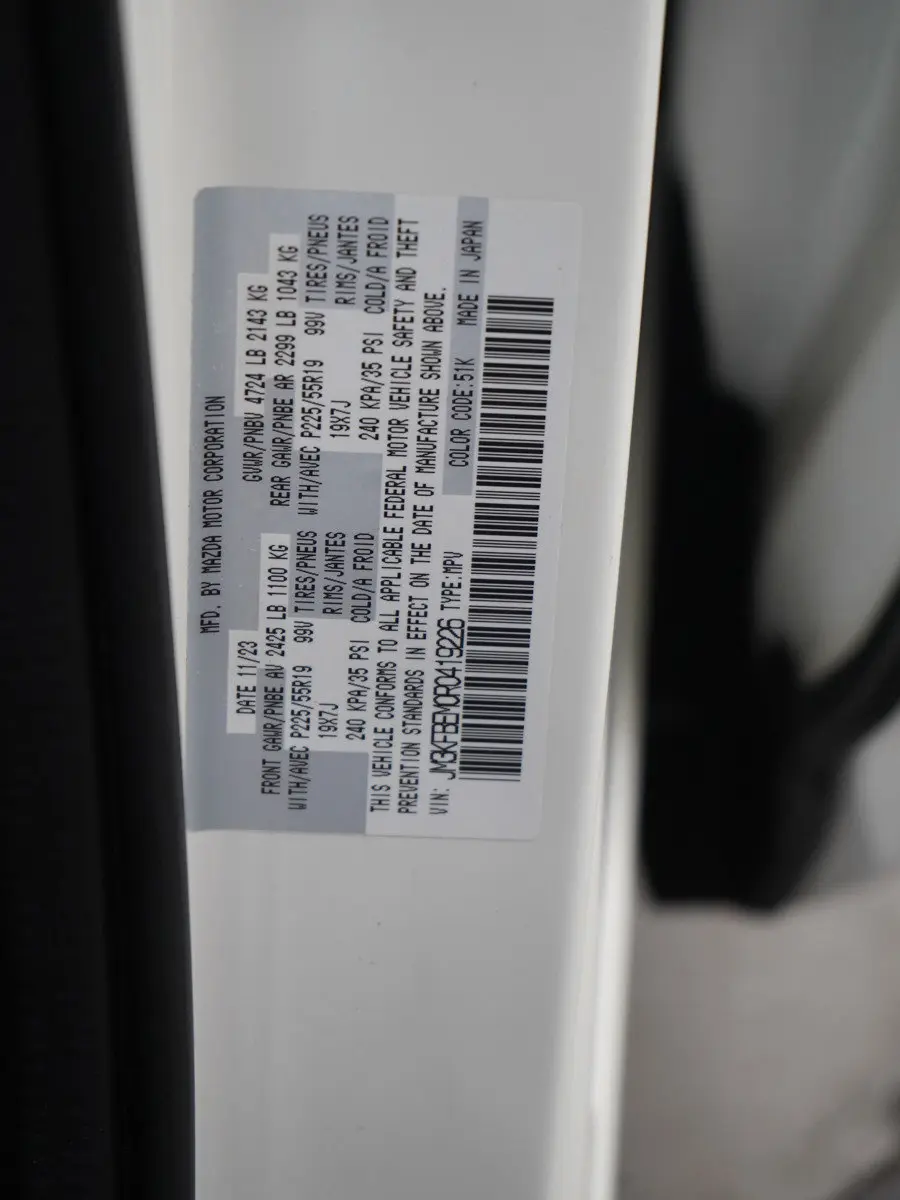 MFD. BY MAZDA MOTOR CORPORATION
DATE 11/23 GVWR/PNBV 4724 LB 2143 KG
FRONT GAWR/PNBE AV 2425 LB 1100 KG REAR GAWR/PNBE AR 2299 LB 1043 KG
WITH/AVEC P225/55R19 99V TIRES/PNEUS WITH/AVEC P225/55R19 99V TIRES/PNEUS
19X7J RIMS/JANTES 19X7J RIMS/JANTES
240 KPA/35 PSI COLD/A FROID 240 KPA/35 PSI COLD/A FROID
THIS VEHICLE CONFORMS TO ALL APPLICABLE FEDERAL MOTOR VEHICLE SAFETY AND THEFT
PREVENTION STANDARDS IN EFFECT ON THE DATE OF MANUFACTURE SHOWN ABOVE.
VIN: JM3KFBEM0R0419226 TYPE:MPV COLOR CODE:51K MADE IN JAPAN